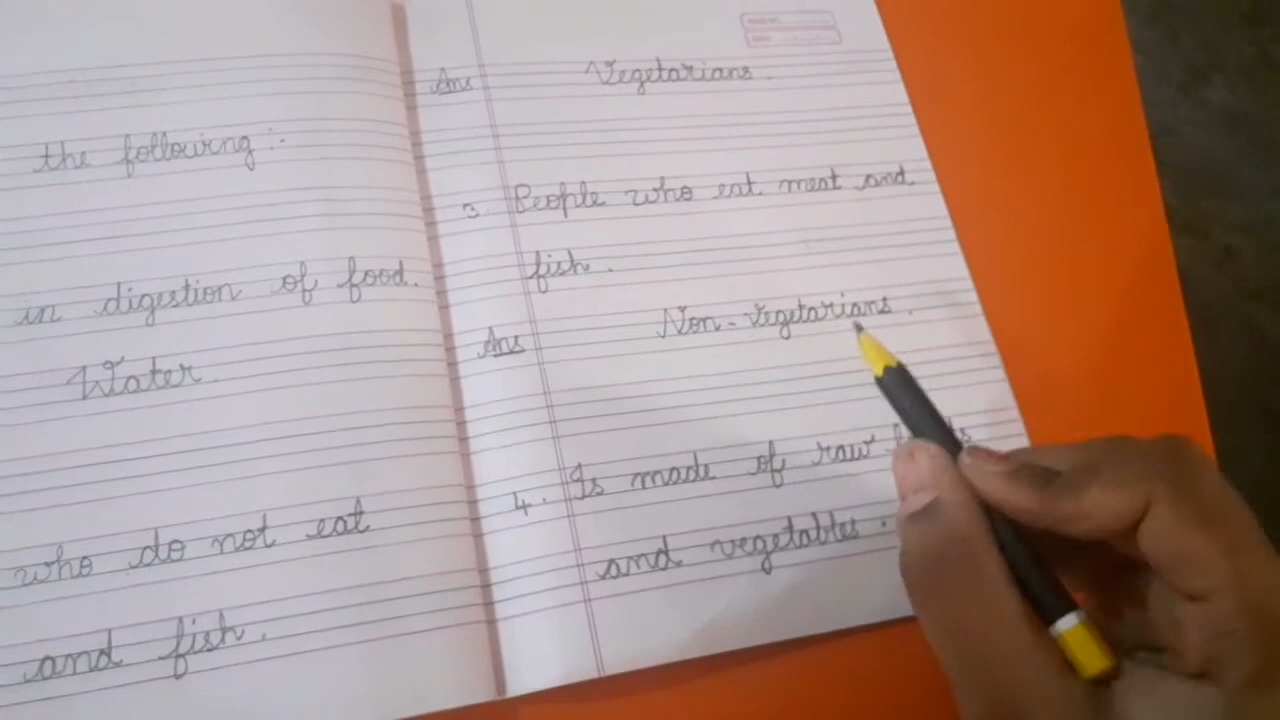 the following :-
in digestion of food.
Water.
who do not eat
and fish.
Ans Vegetarians.
3. People who eat meat and
fish.
Ans Non-Vegetarians.
4. Is made of raw
and vegetables.